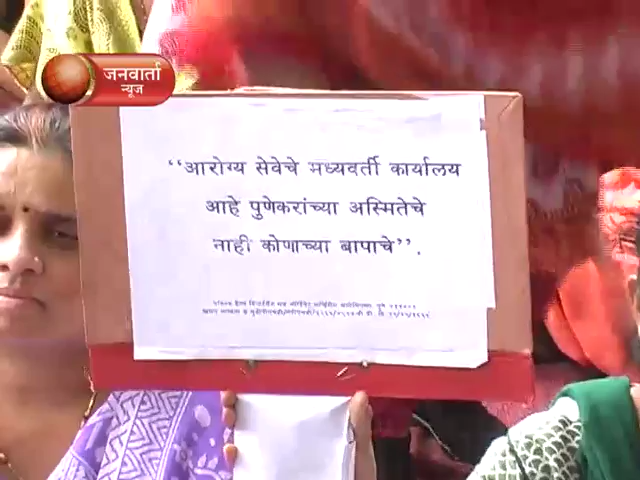 जनवार्ता
न्यूज
“आरोग्य सेवेचे मध्यवर्ती कार्यालय
आहे पुणेकरांच्या अस्मितेचे
नाही कोणाच्या बापाचे”.